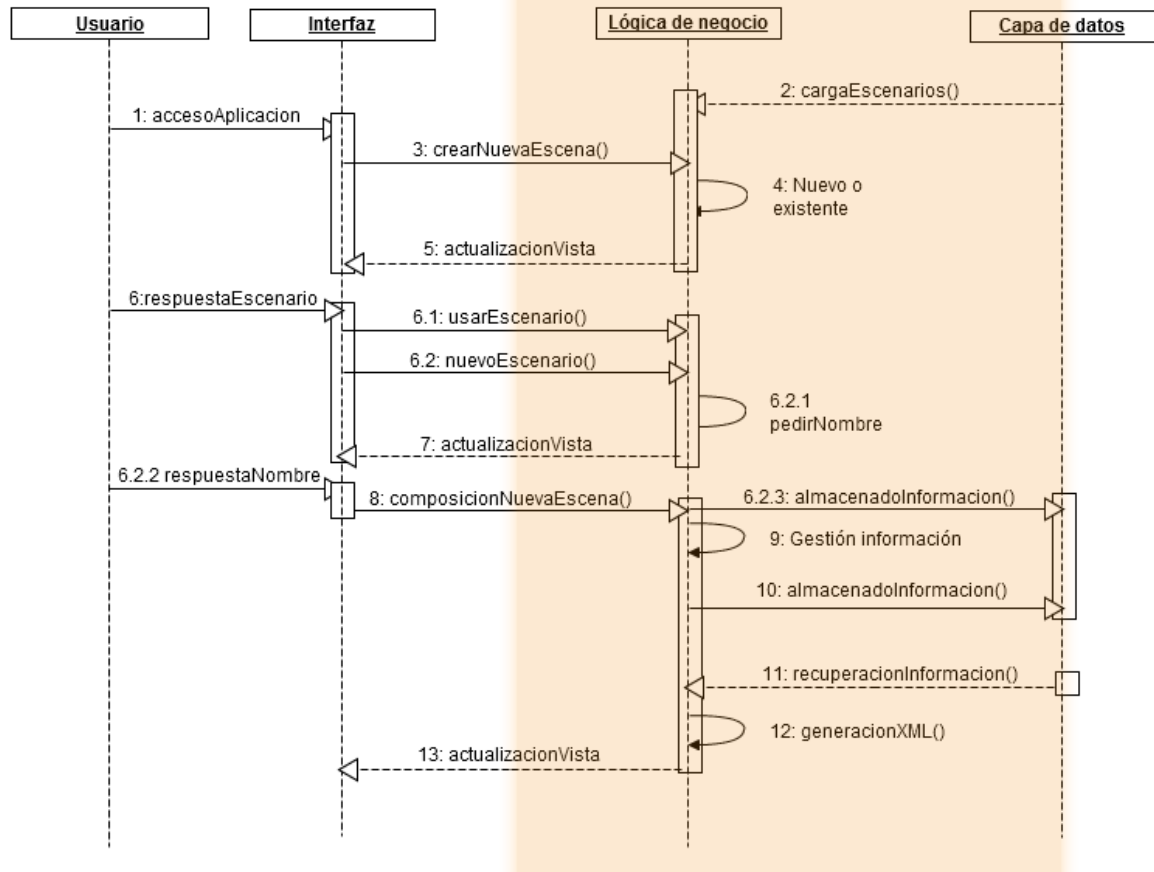 Usuario
Interfaz
Lógica de negocio
Capa de datos
2: cargaEscenarios()
1: accesoAplicacion
3: crearNuevaEscena()
4: Nuevo o
existente
5: actualizacionVista
6:respuestaEscenario
6.1: usarEscenario()
6.2: nuevoEscenario()
6.2.1
pedirNombre
7: actualizacionVista
6.2.2 respuestaNombre
8: composicionNuevaEscena()
6.2.3: almacenadoInformacion()
9: Gestión información
10: almacenadoInformacion()
11: recuperacionInformacion()
12: generacionXML()
13: actualizacionVista